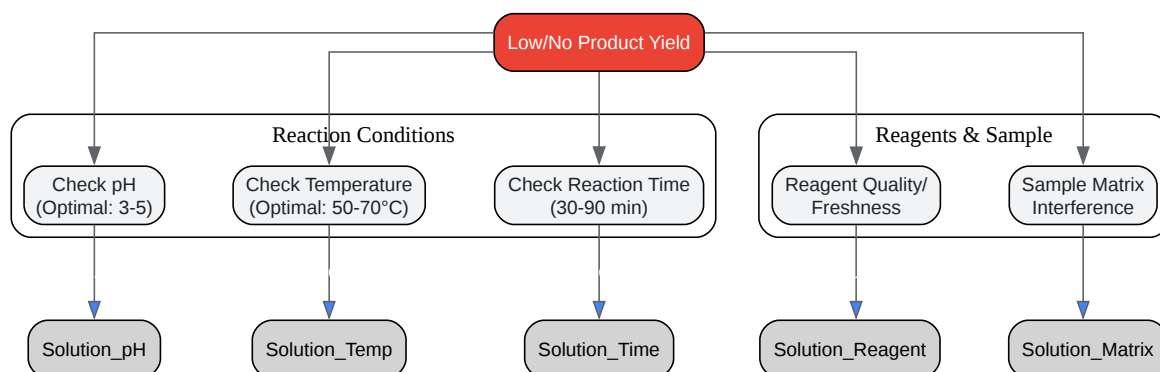 Low/No Product Yield
Reaction Conditions
Reagents & Sample
Check pH
(Optimal: 3-5)
Check Temperature
(Optimal: 50-70°C)
Check Reaction Time
(30-90 min)
Reagent Quality/
Freshness
Sample Matrix
Interference
Solution_pH
Solution_Temp
Solution_Time
Solution_Reagent
Solution_Matrix